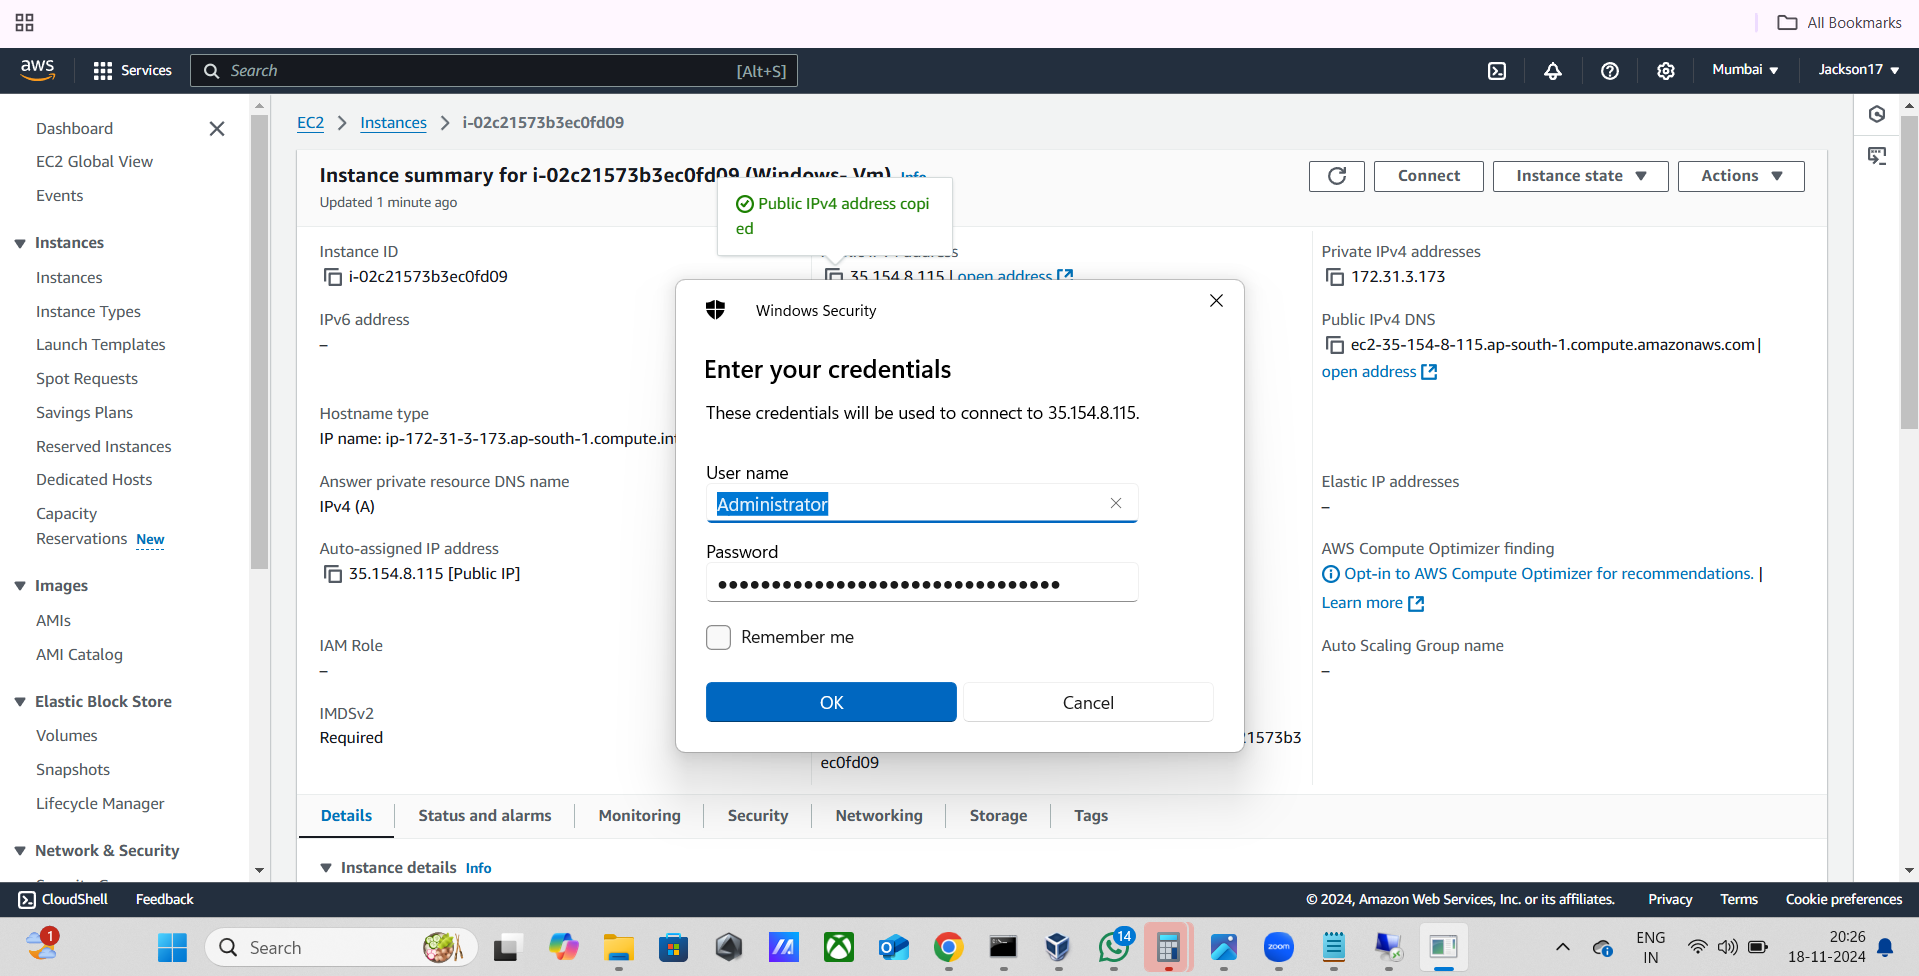 All Bookmarks
aws
Services
Search
[Alt+S]
Mumbai
Jackson17
Dashboard
EC2 Global View
Events
Instances
Instances
Instance Types
Launch Templates
Spot Requests
Savings Plans
Reserved Instances
Dedicated Hosts
Capacity
Reservations New
Images
AMIs
AMI Catalog
Elastic Block Store
Volumes
Snapshots
Lifecycle Manager
Network & Security
EC2 > Instances > i-02c21573b3ec0fd09
Instance summary for i-02c21573b3ec0fd09 (Windows- Vm) Info
Updated 1 minute ago
Connect
Instance state
Actions
Public IPv4 address copi
ed
Instance ID
i-02c21573b3ec0fd09
35.154.8.115 | open address
Private IPv4 addresses
172.31.3.173
IPv6 address
–
Public IPv4 DNS
ec2-35-154-8-115.ap-south-1.compute.amazonaws.com |
open address
Hostname type
IP name: ip-172-31-3-173.ap-south-1.compute.in
Answer private resource DNS name
IPv4 (A)
Elastic IP addresses
–
Auto-assigned IP address
35.154.8.115 [Public IP]
AWS Compute Optimizer finding
Opt-in to AWS Compute Optimizer for recommendations. |
Learn more
IAM Role
–
Auto Scaling Group name
–
IMDSv2
Required
1573b3
ec0fd09
Windows Security
Enter your credentials
These credentials will be used to connect to 35.154.8.115.
User name
Administrator
Password
●●●●●●●●●●●●●●●●●●●●●●●●●●●●●●●●
Remember me
OK
Cancel
Details
Status and alarms
Monitoring
Security
Networking
Storage
Tags
Instance details Info
CloudShell
Feedback
© 2024, Amazon Web Services, Inc. or its affiliates.
Privacy
Terms
Cookie preferences
1
Search
14
zoom
ENG
IN
20:26
18-11-2024